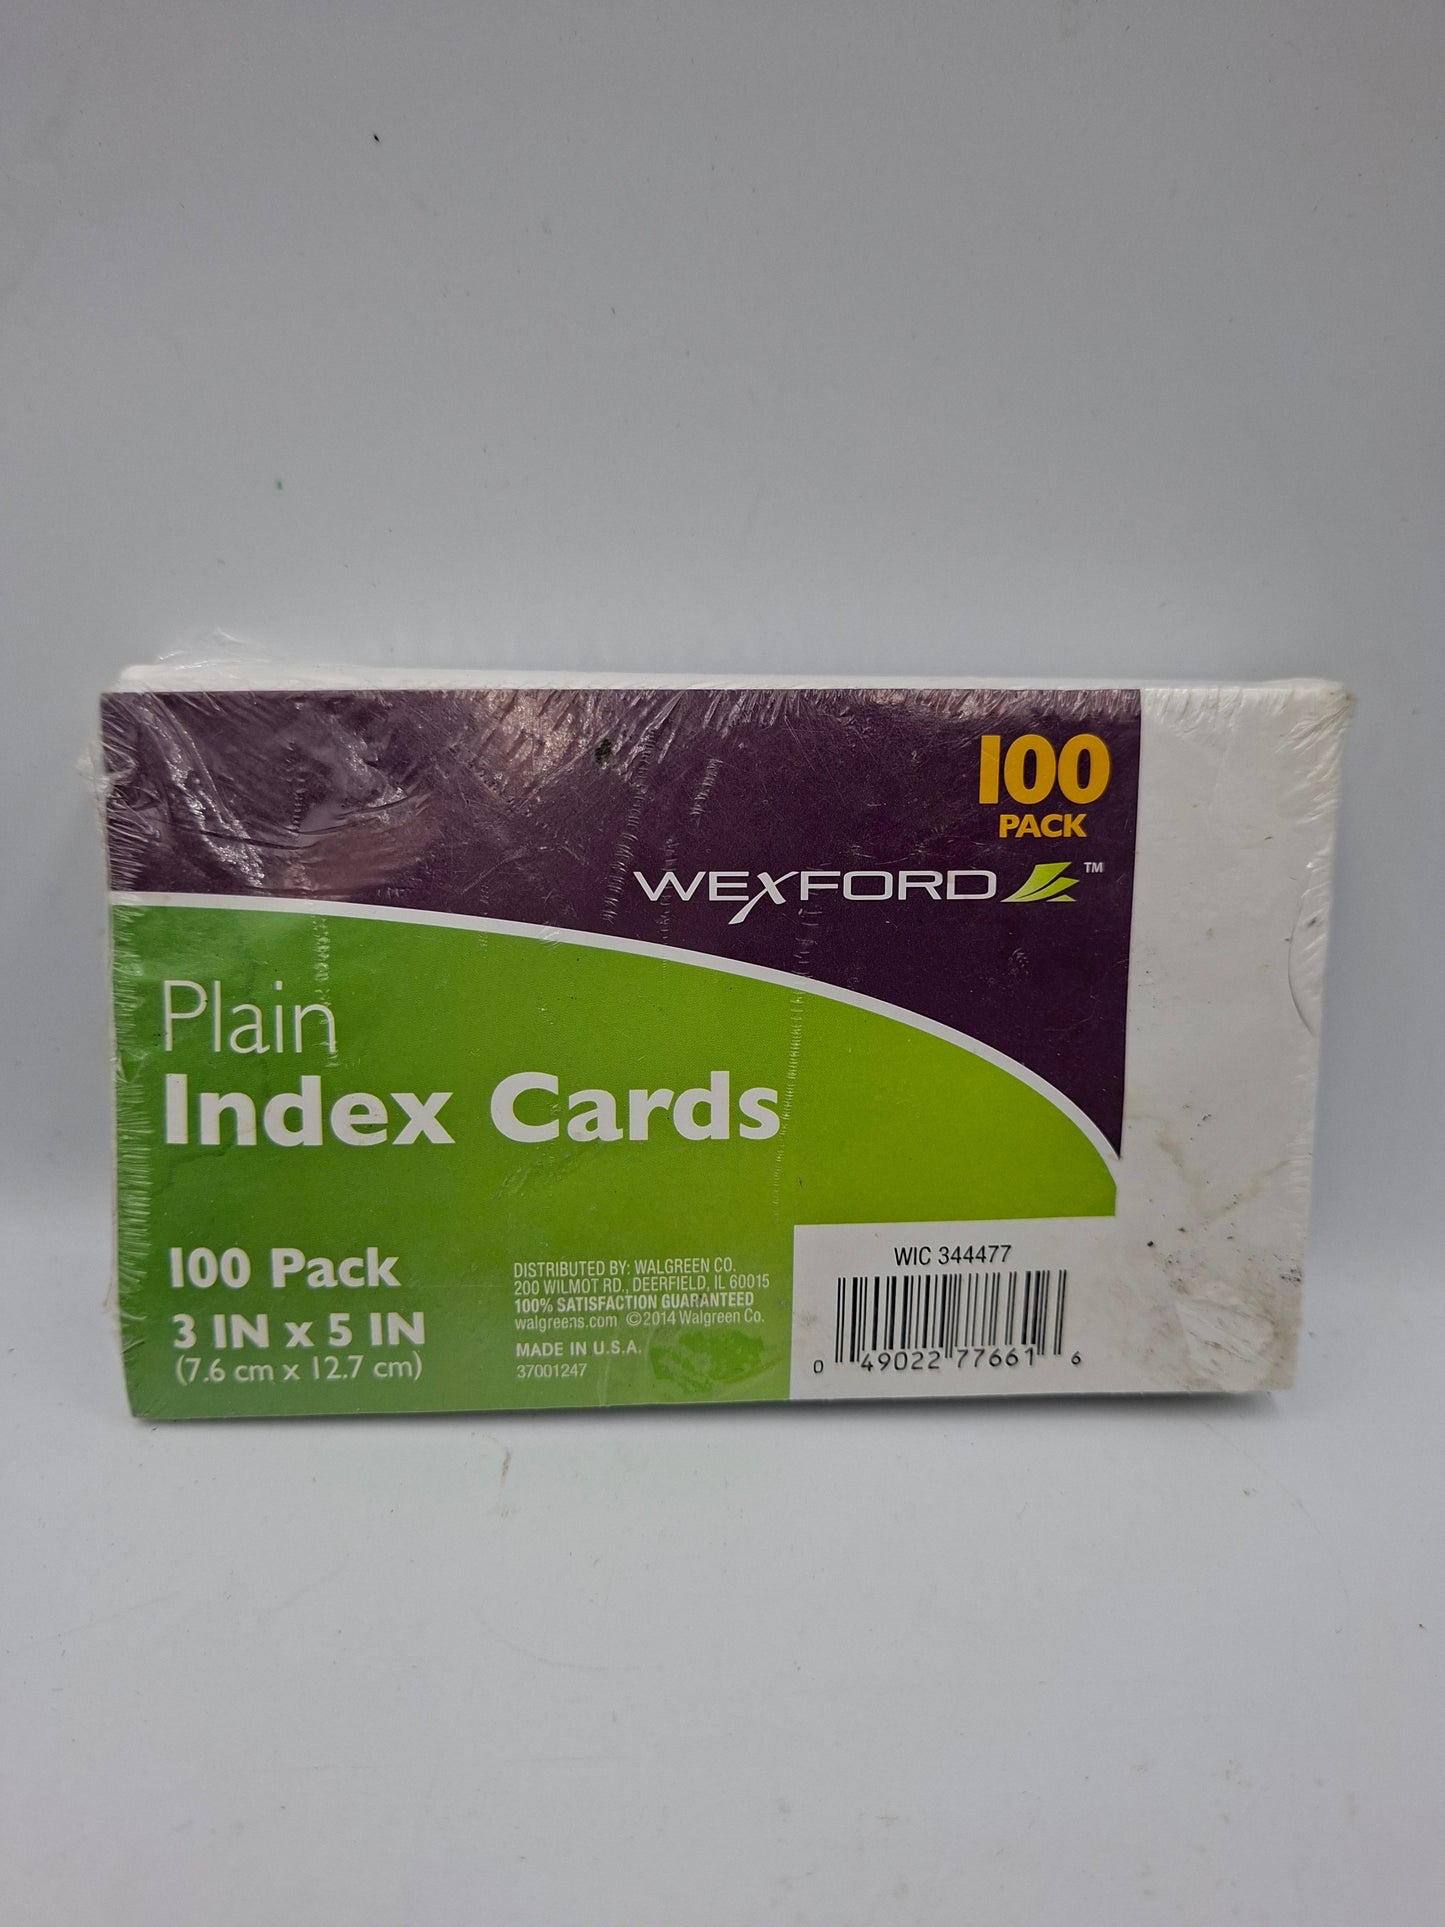 100
PACK
WEXFORD™
Plain
Index Cards
100 Pack
3 IN x 5 IN
(7.6 cm x 12.7 cm)
DISTRIBUTED BY: WALGREEN CO.
200 WILMOT RD., DEERFIELD, IL 60015
100% SATISFACTION GUARANTEED
walgreens.com ©2014 Walgreen Co.
MADE IN U.S.A.
37001247
WIC 344477
0 49022 77661 6